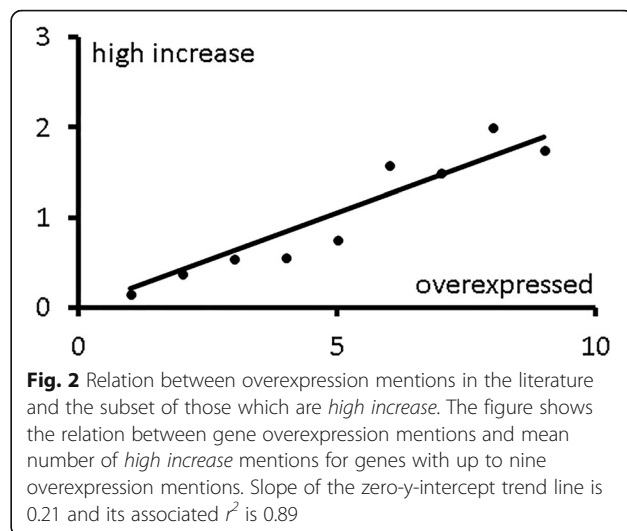 3
high increase
2
1
overexpressed
0
0 5 10
Fig. 2 Relation between overexpression mentions in the literature
and the subset of those which are high increase. The figure shows
the relation between gene overexpression mentions and mean
number of high increase mentions for genes with up to nine
overexpression mentions. Slope of the zero-y-intercept trend line is
0.21 and its associated r² is 0.89